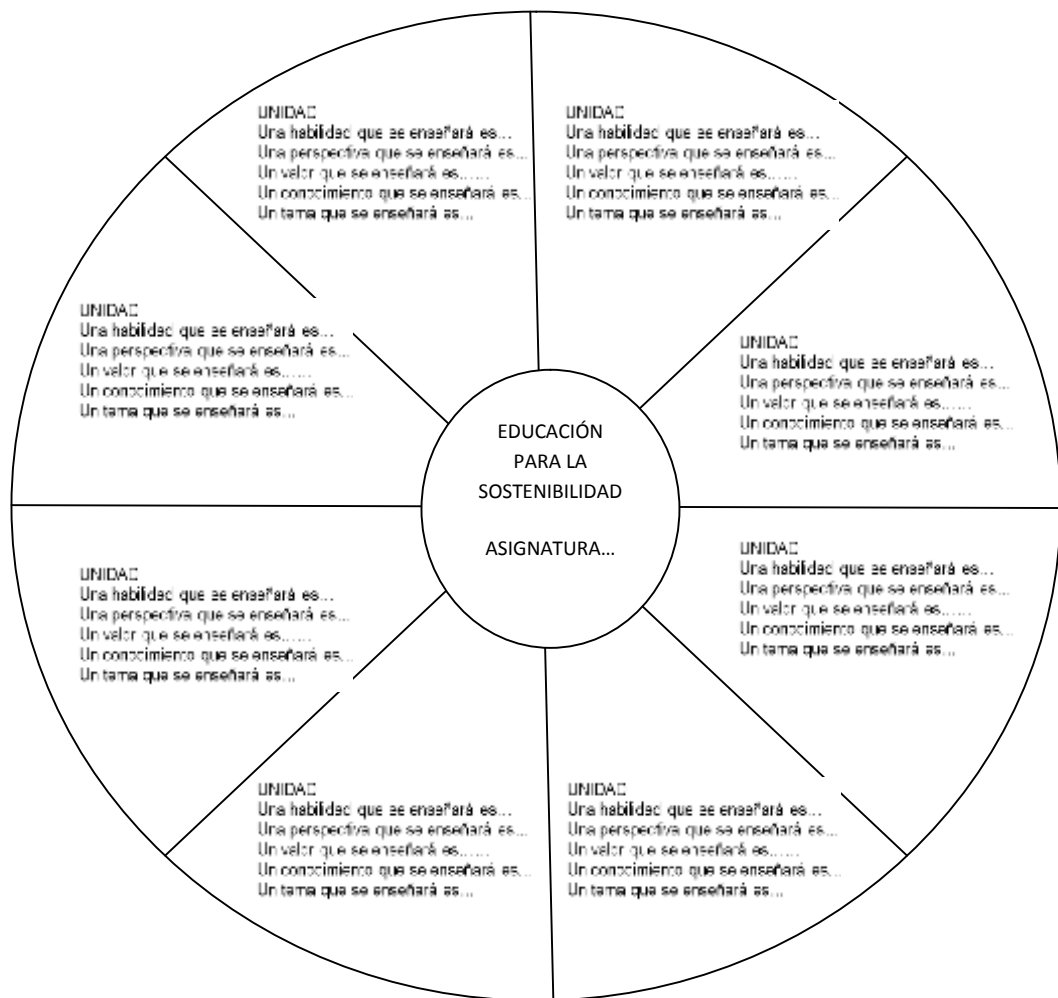 UNIDAD
Una habilidad que se enseñará es...
Una perspectiva que se enseñará es...
Un valor que se enseñará es......
Un conocimiento que se enseñará es...
Un tema que se enseñará es...
UNIDAD
Una habilidad que se enseñará es...
Una perspectiva que se enseñará es...
Un valor que se enseñará es......
Un conocimiento que se enseñará es...
Un tema que se enseñará es...
UNIDAD
Una habilidad que se enseñará es...
Una perspectiva que se enseñará es...
Un valor que se enseñará es......
Un conocimiento que se enseñará es...
Un tema que se enseñará es...
UNIDAD
Una habilidad que se enseñará es...
Una perspectiva que se enseñará es...
Un valor que se enseñará es......
Un conocimiento que se enseñará es...
Un tema que se enseñará es...
EDUCACIÓN
PARA LA
SOSTENIBILIDAD
ASIGNATURA...
UNIDAD
Una habilidad que se enseñará es...
Una perspectiva que se enseñará es...
Un valor que se enseñará es......
Un conocimiento que se enseñará es...
Un tema que se enseñará es...
UNIDAD
Una habilidad que se enseñará es...
Una perspectiva que se enseñará es...
Un valor que se enseñará es......
Un conocimiento que se enseñará es...
Un tema que se enseñará es...
UNIDAD
Una habilidad que se enseñará es...
Una perspectiva que se enseñará es...
Un valor que se enseñará es......
Un conocimiento que se enseñará es...
Un tema que se enseñará es...
UNIDAD
Una habilidad que se enseñará es...
Una perspectiva que se enseñará es...
Un valor que se enseñará es......
Un conocimiento que se enseñará es...
Un tema que se enseñará es...